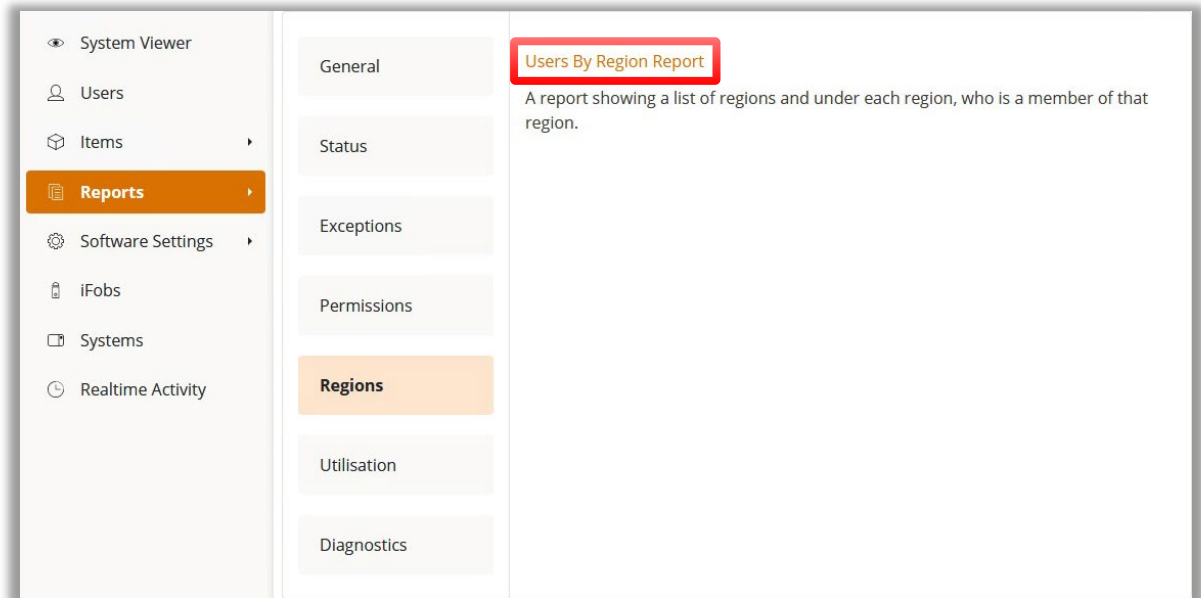 System Viewer
Users
Items
Reports
Software Settings
iFobs
Systems
Realtime Activity
General
Status
Exceptions
Permissions
Regions
Utilisation
Diagnostics
Users By Region Report
A report showing a list of regions and under each region, who is a member of that
region.